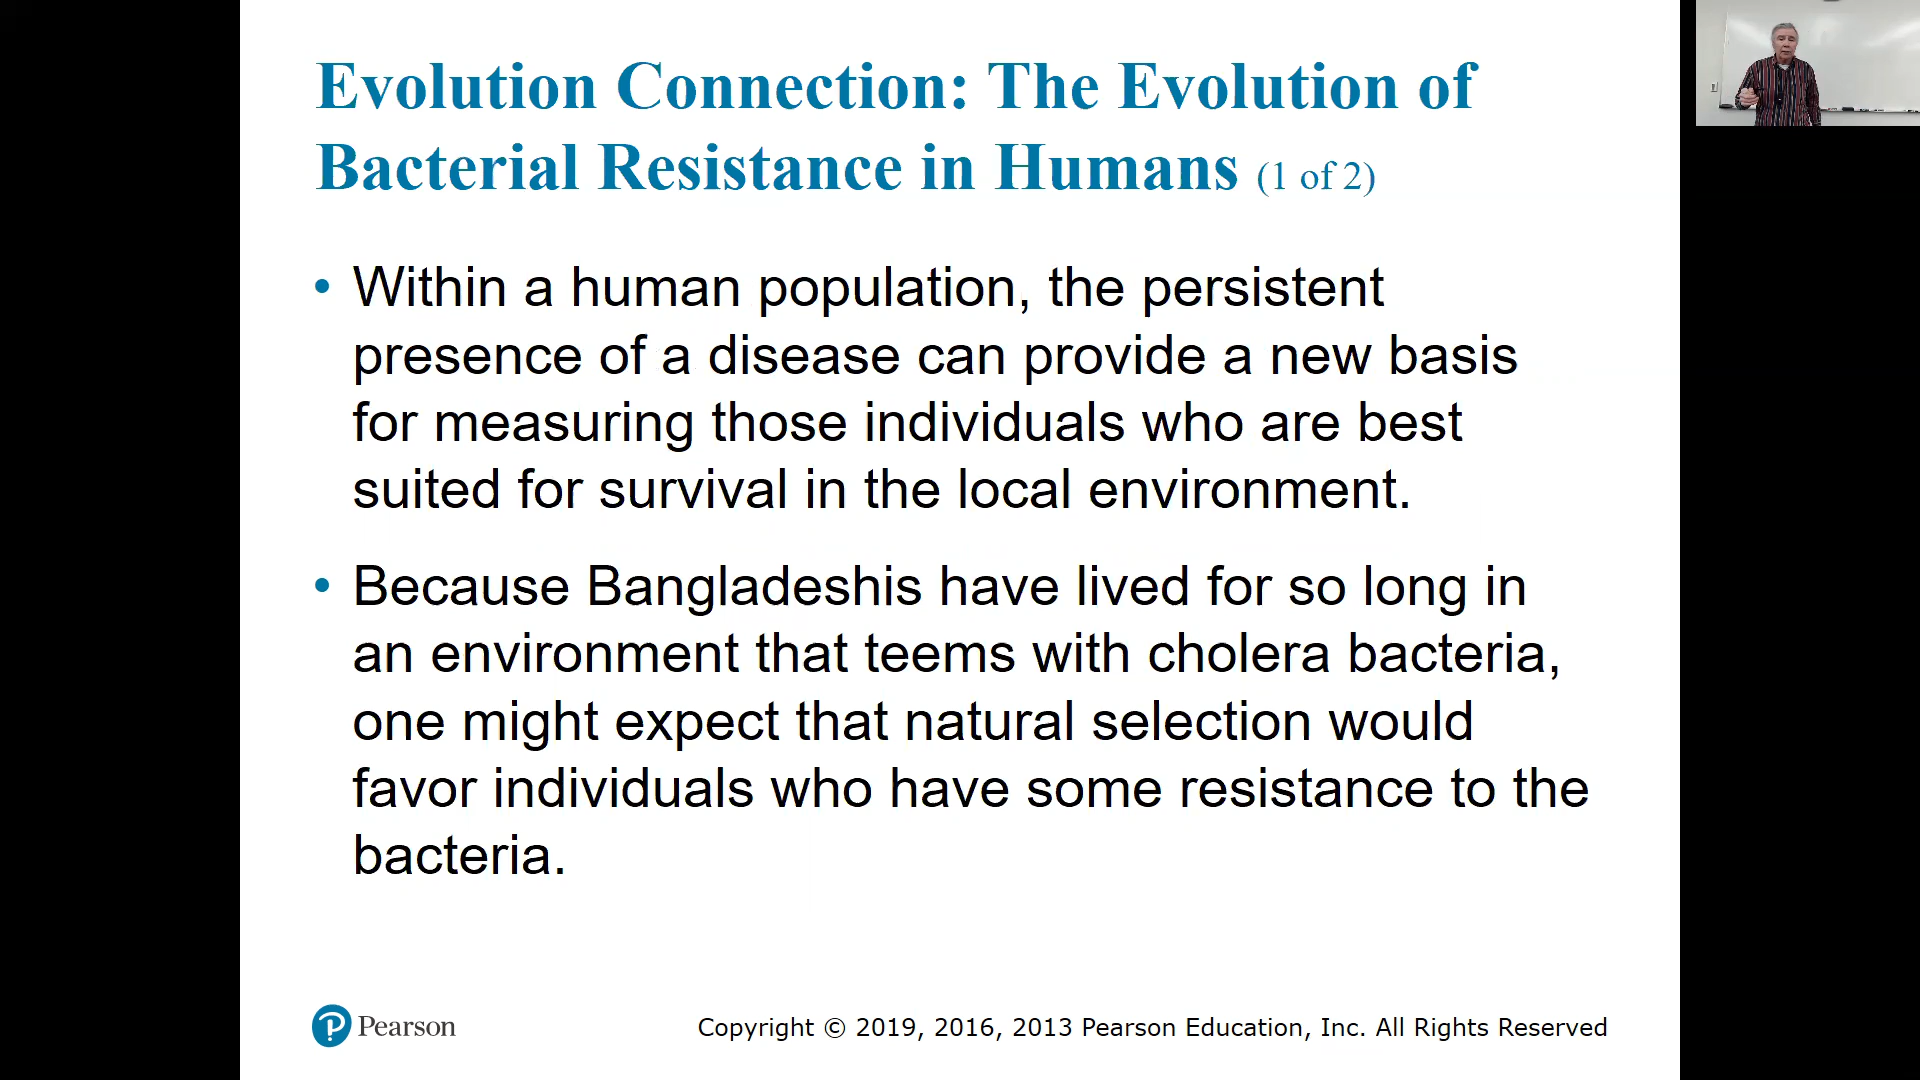 Evolution Connection: The Evolution of
Bacterial Resistance in Humans (1 of 2)
• Within a human population, the persistent
presence of a disease can provide a new basis
for measuring those individuals who are best
suited for survival in the local environment.
• Because Bangladeshis have lived for so long in
an environment that teems with cholera bacteria,
one might expect that natural selection would
favor individuals who have some resistance to the
bacteria.
Pearson
Copyright © 2019, 2016, 2013 Pearson Education, Inc. All Rights Reserved